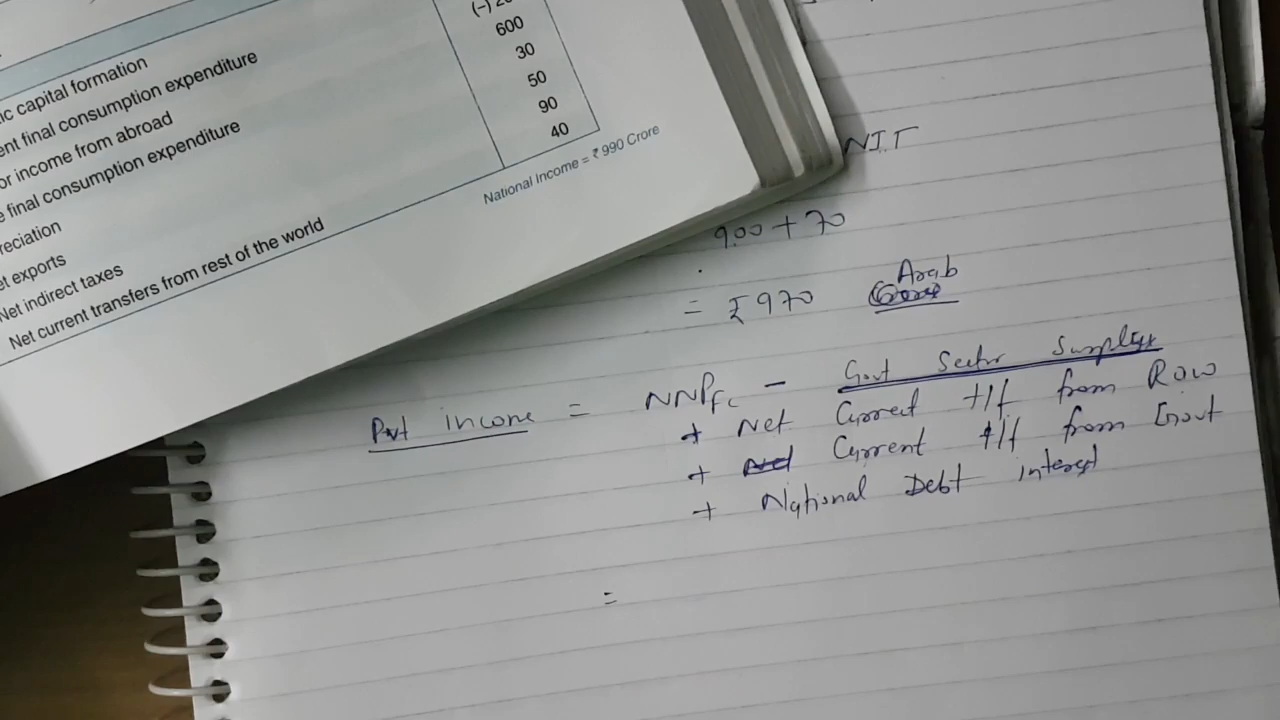 ic capital formation
ent final consumption expenditure
or income from abroad
e final consumption expenditure
reciation
et exports
Net indirect taxes
Net current transfers from rest of the world
600
30
50
90
40
National Income = ₹ 990 Crore
NIT
900 + 70
= ₹ 970 Arab
Pvt income = NNPfc - Govt Sector Surplus
+ Net Current t/f from ROW
+ Current t/f from Govt
+ National Debt interest
=